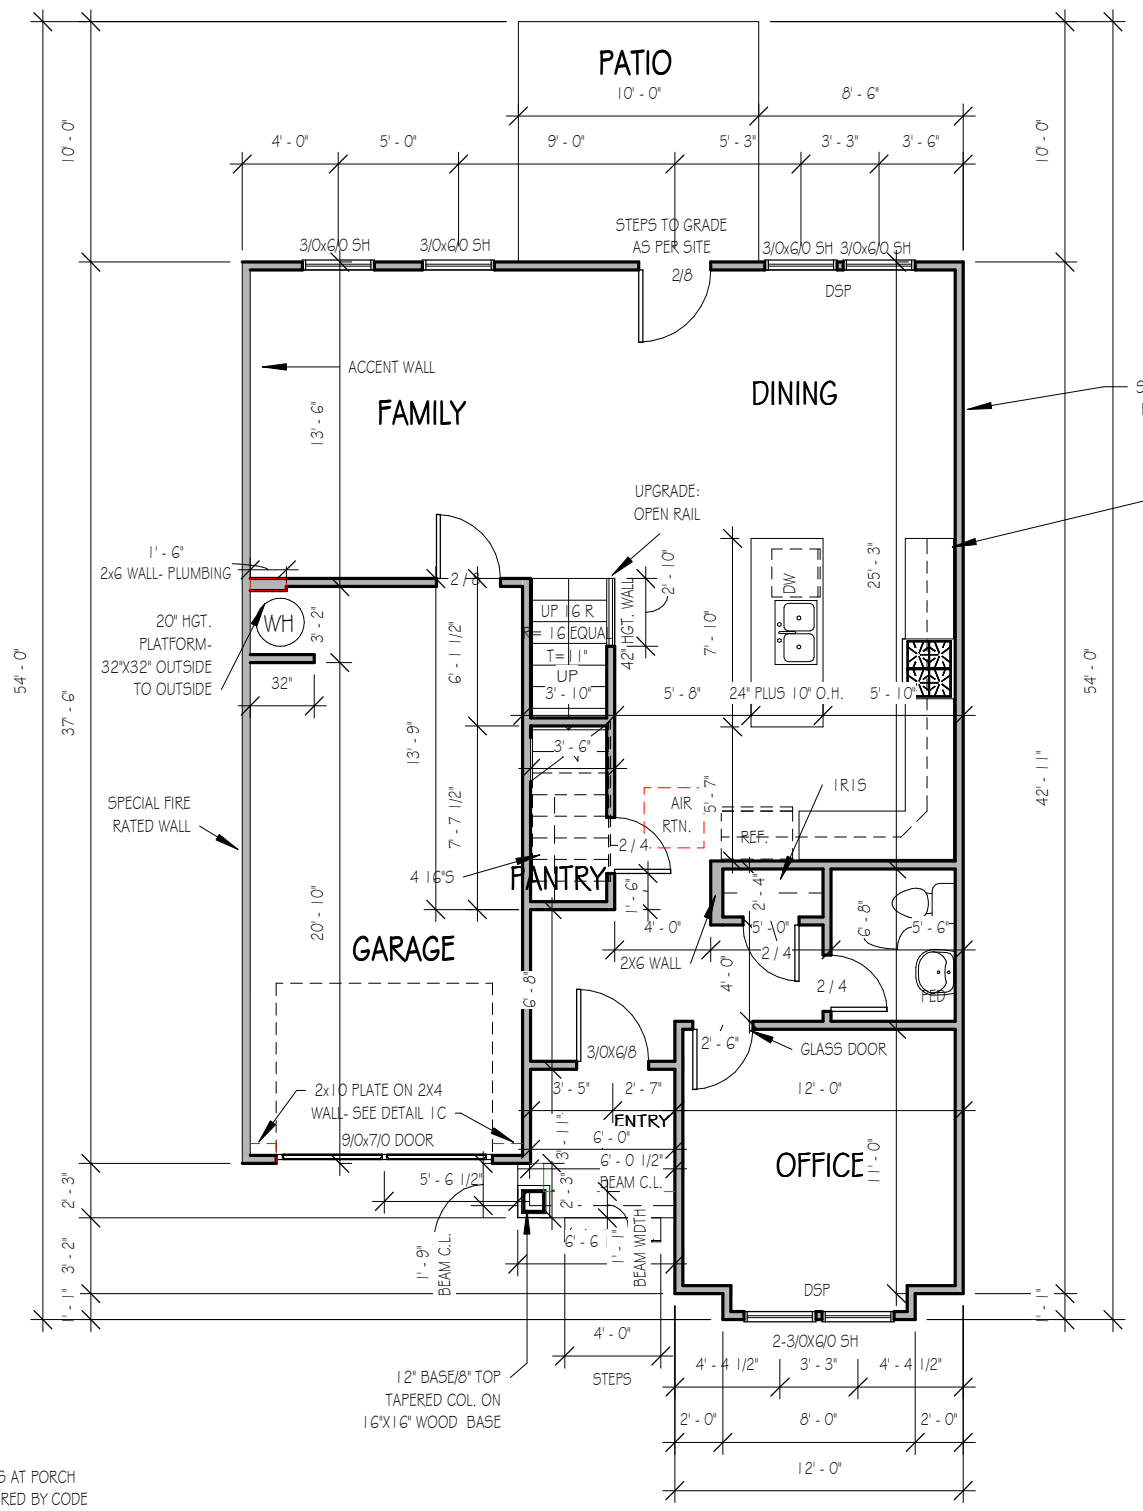 PATIO
10' - 0"
8' - 6"
4' - 0"
5' - 0"
9' - 0"
5' - 3"
3' - 3"
3' - 6"
10' - 0"
10' - 0"
STEPS TO GRADE
AS PER SITE
3/0x6/0 SH
3/0x6/0 SH
3/0x6/0 SH
3/0x6/0 SH
2/8
DSP
ACCENT WALL
FAMILY
DINING
13' - 6"
UPGRADE:
OPEN RAIL
1' - 6"
2x6 WALL- PLUMBING
2 / 8
2' - 10"
42" HGT. WALL
25' - 3"
DW
20" HGT.
PLATFORM-
32"X32" OUTSIDE
TO OUTSIDE
WH
3' - 2"
32"
6' - 1 1/2"
UP 16 R
R= 16 EQUAL
T= 11"
UP
3' - 10"
7' - 10"
5' - 8"
24" PLUS 10" O.H.
5' - 10"
54' - 0"
37' - 6"
54' - 0"
42' - 11"
13' - 9"
3' - 6"
7' - 7 1/2"
SPECIAL FIRE
RATED WALL
AIR
RTN.
5' - 7"
IRIS
REF.
2 / 4
4 16"S
PANTRY
1' - 6"
2' - 4"
4' - 0"
5' - 0"
6' - 8"
5' - 6"
20' - 10"
GARAGE
2X6 WALL
2 / 4
4' - 0"
2 / 4
PED
6' - 8"
3/0X6/8
2' - 6"
GLASS DOOR
2x10 PLATE ON 2X4
WALL- SEE DETAIL 1C
9/0x7/0 DOOR
3' - 5"
2' - 7"
12' - 0"
ENTRY
3' - 11"
6' - 0"
6' - 0 1/2"
BEAM C.L.
OFFICE
11' - 0"
5' - 6 1/2"
2' - 3"
2' - 3"
3' - 2"
1' - 1"
1' - 9"
BEAM C.L.
6' - 6
1' - 1"
BEAM WIDTH
DSP
1' - 1"
2-3/0X6/0 SH
4' - 0"
STEPS
4' - 4 1/2"
3' - 3"
4' - 4 1/2"
12" BASE/8" TOP
TAPERED COL. ON
16"X16" WOOD BASE
2' - 0"
8' - 0"
2' - 0"
12' - 0"
AT PORCH
BY CODE